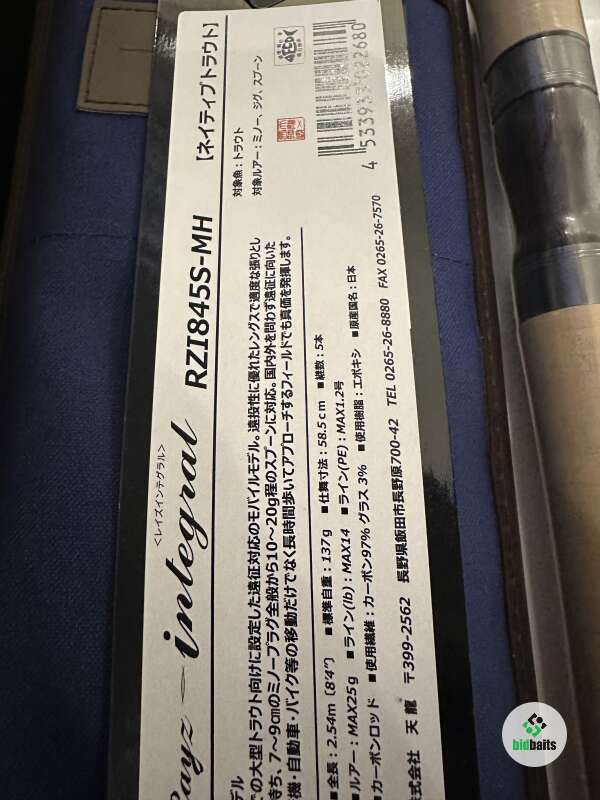 <レイズインテグラル>
Rayz integral RZI845S-MH 【ネイティブトラウト】
対象魚:トラウト
対象ルアー:ミノー、ジグ、スプーン
4 533933 022680
の大型トラウト向けに設定した遠征対応のモバイルモデル。遠投性に優れたレングスで適度な張りとし
持ち、7〜9㎝のミノープラグ全般から10〜20g程のスプーンに対応。国内外を問わず遠征に向いた
機・自動車・バイク等の移動だけでなく長時間歩いてアプローチするフィールドでも真価を発揮します。
■全長:2.54m(8'4") ■標準自重:137g ■仕舞寸法:58.5cm ■継数:5本
■ルアー:MAX25g ■ライン(lb):MAX14 ■ライン(PE):MAX1.2号
■カーボンロッド ■使用繊維:カーボン97% グラス3% ■使用樹脂:エポキシ ■原産国名:日本
株式会社 天龍 〒399-2562 長野県飯田市長野原700-42 TEL 0265-26-8880 FAX 0265-26-7570
bidbaits